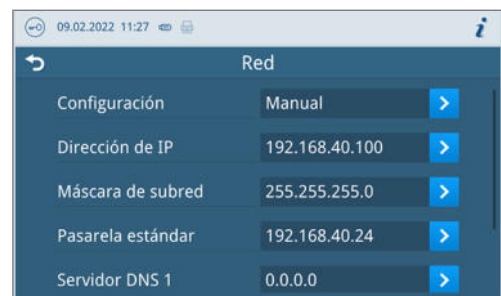 09.02.2022 11:27
Red
Configuración Manual
Dirección de IP 192.168.40.100
Máscara de subred 255.255.255.0
Pasarela estándar 192.168.40.24
Servidor DNS 1 0.0.0.0